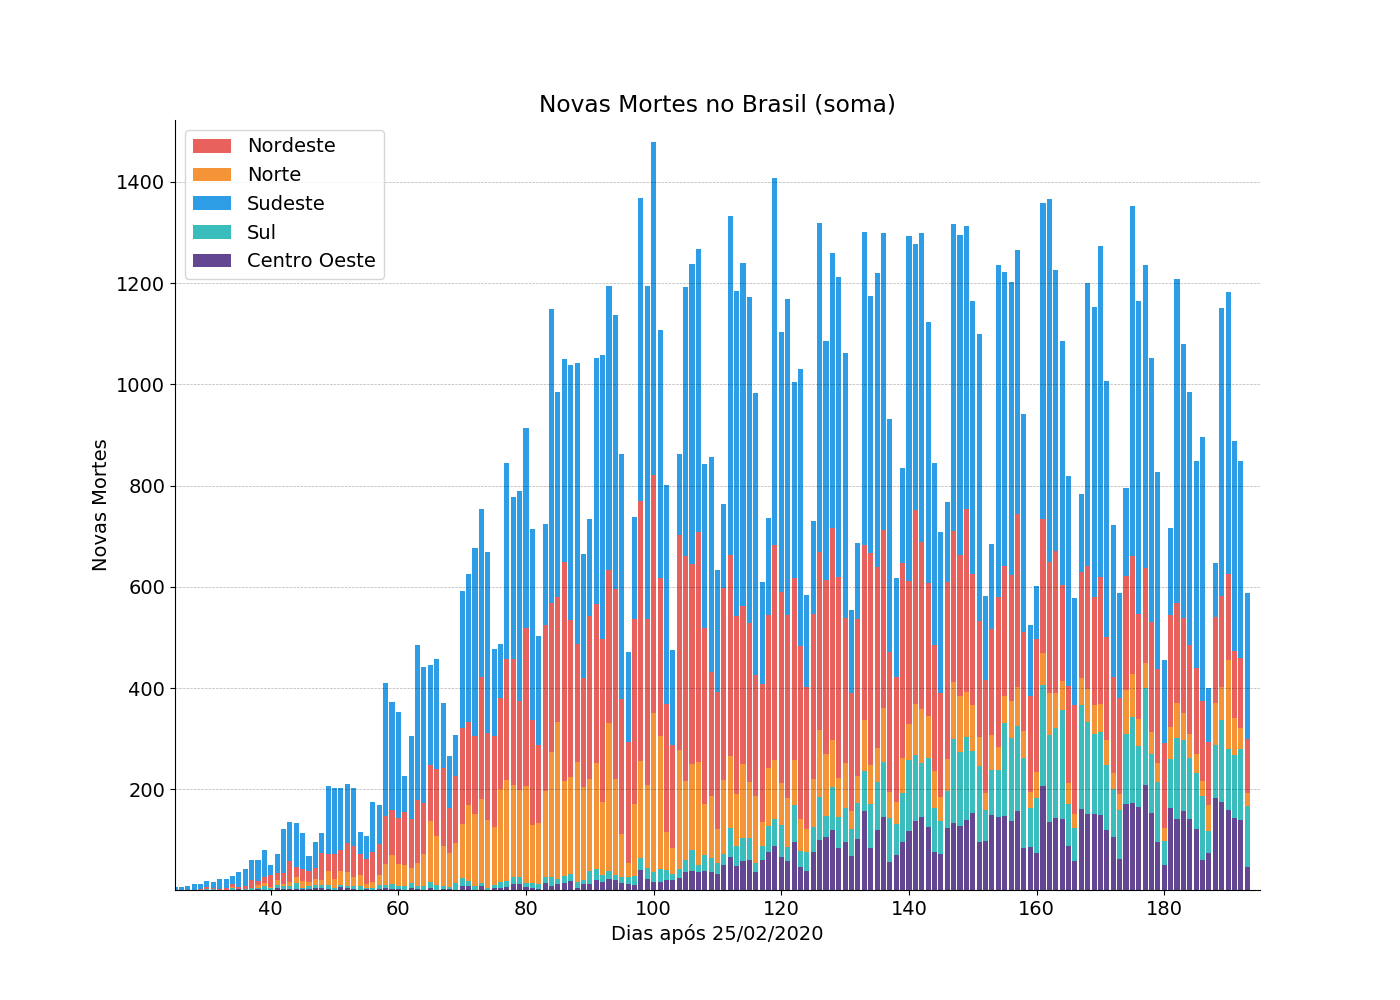 Novas Mortes no Brasil (soma)
Nordeste
Norte
Sudeste
Sul
Centro Oeste
Novas Mortes
1400
1200
1000
800
600
400
200
40 60 80 100 120 140 160 180
Dias após 25/02/2020